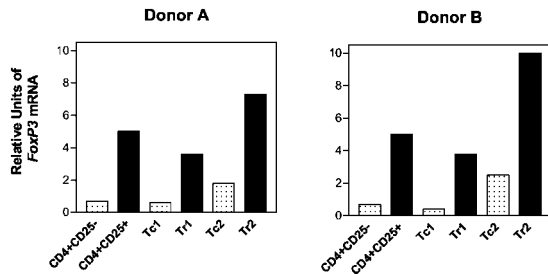 Donor A
Relative Units of
FoxP3 mRNA
10
8
6
4
2
0
CD4+CD25-
CD4+CD25+
Tc1
Tr1
Tc2
Tr2
Donor B
10
8
6
4
2
0
CD4+CD25-
CD4+CD25+
Tc1
Tr1
Tc2
Tr2